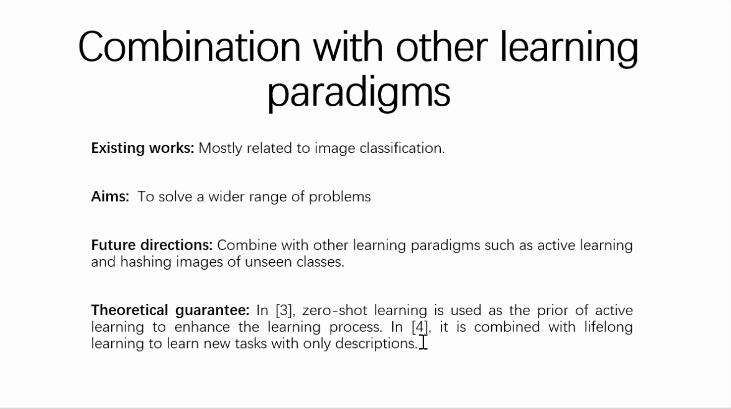 Combination with other learning
paradigms
Existing works: Mostly related to image classification.
Aims: To solve a wider range of problems
Future directions: Combine with other learning paradigms such as active learning
and hashing images of unseen classes.
Theoretical guarantee: In [3], zero-shot learning is used as the prior of active
learning to enhance the learning process. In [4], it is combined with lifelong
learning to learn new tasks with only descriptions.